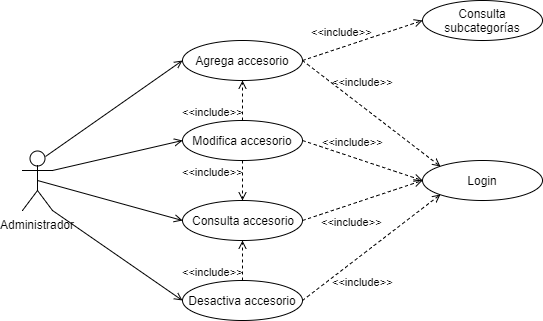 Consulta
subcategorías
<<include>>
Agrega accesorio
<<include>>
<<include>>
Modifica accesorio
<<include>>
<<include>>
Login
Administrador
Consulta accesorio
<<include>>
<<include>>
Desactiva accesorio
<<include>>